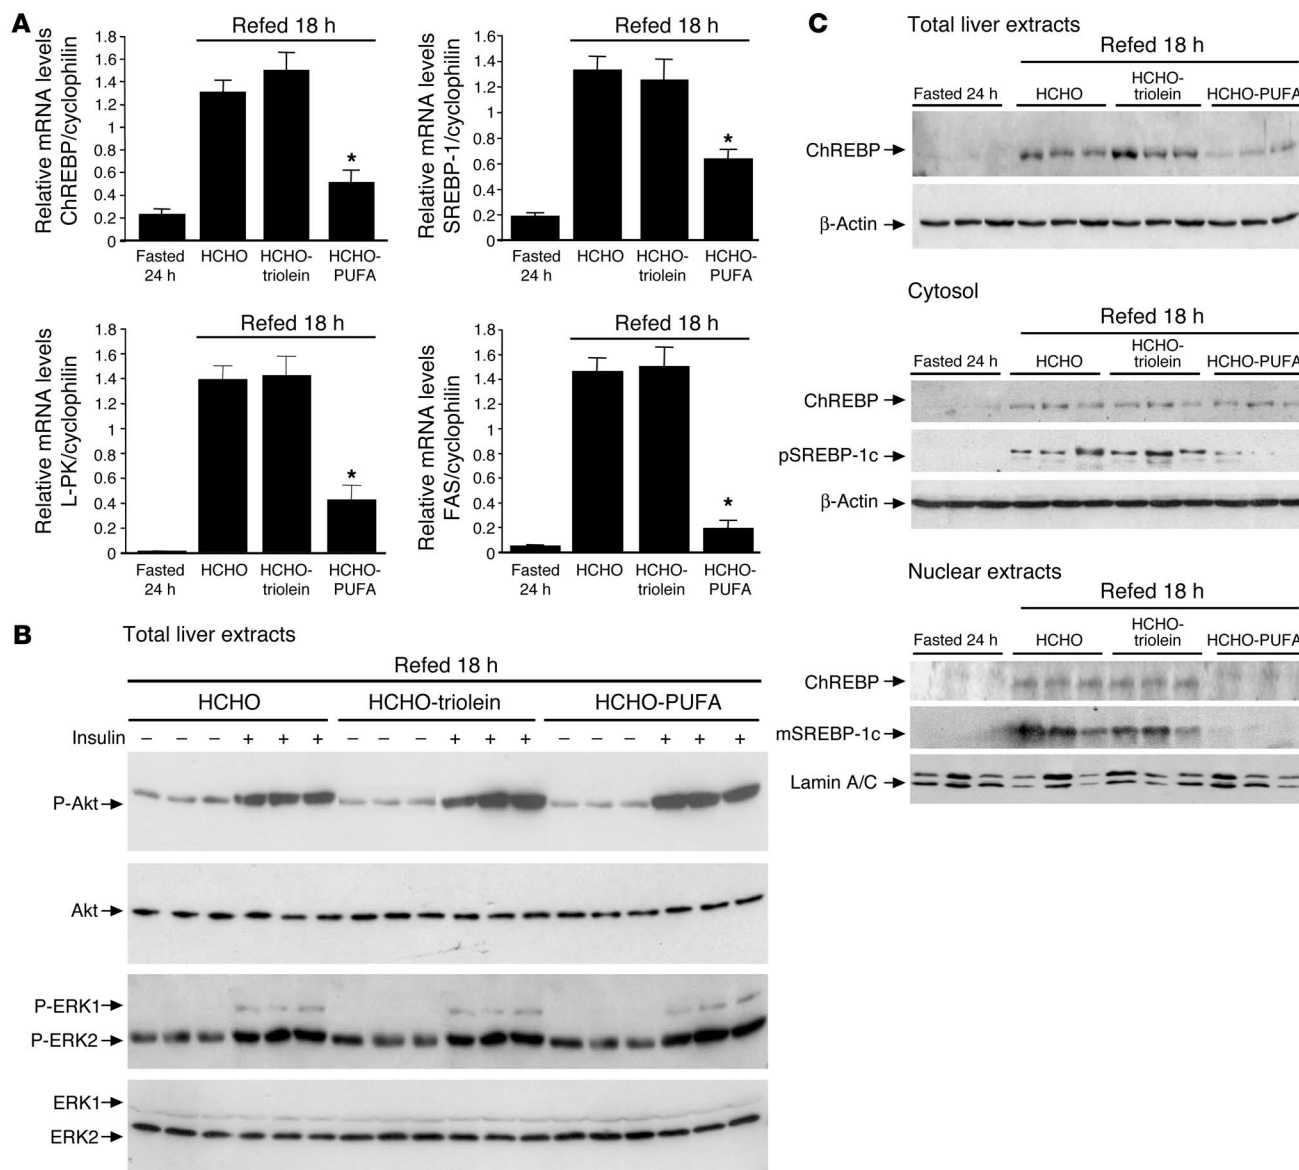 A
Refed 18 h
Relative mRNA levels
ChREBP/cyclophilin
1.8
1.6
1.4
1.2
1
0.8
0.6
0.4
0.2
0
*
Fasted
24 h
HCHO
HCHO-
triolein
HCHO-
PUFA
Refed 18 h
Relative mRNA levels
SREBP-1/cyclophilin
1.6
1.4
1.2
1
0.8
0.6
0.4
0.2
0
*
Fasted
24 h
HCHO
HCHO-
triolein
HCHO-
PUFA
Refed 18 h
Relative mRNA levels
L-PK/cyclophilin
1.8
1.6
1.4
1.2
1
0.8
0.6
0.4
0.2
0
*
Fasted
24 h
HCHO
HCHO-
triolein
HCHO-
PUFA
Refed 18 h
Relative mRNA levels
FAS/cyclophilin
1.8
1.6
1.4
1.2
1
0.8
0.6
0.4
0.2
0
*
Fasted
24 h
HCHO
HCHO-
triolein
HCHO-
PUFA
B
Total liver extracts
Refed 18 h
HCHO HCHO-triolein HCHO-PUFA
Insulin − − − + + + − − − + + + − − − + + +
P-Akt
Akt
P-ERK1
P-ERK2
ERK1
ERK2
C
Total liver extracts
Refed 18 h
Fasted 24 h HCHO HCHO-
triolein HCHO-PUFA
ChREBP
β-Actin
Cytosol
Refed 18 h
Fasted 24 h HCHO HCHO-
triolein HCHO-PUFA
ChREBP
pSREBP-1c
β-Actin
Nuclear extracts
Refed 18 h
Fasted 24 h HCHO HCHO-
triolein HCHO-PUFA
ChREBP
mSREBP-1c
Lamin A/C